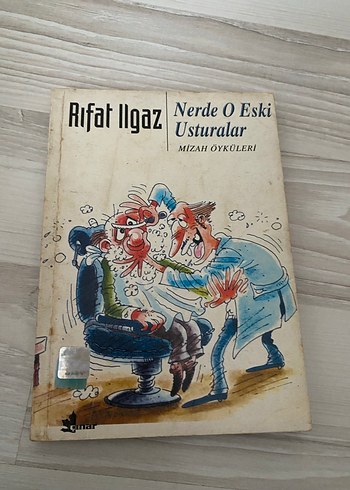 Rıfat Ilgaz
Nerde O Eski
Usturalar
MİZAH ÖYKÜLERİ
çınar